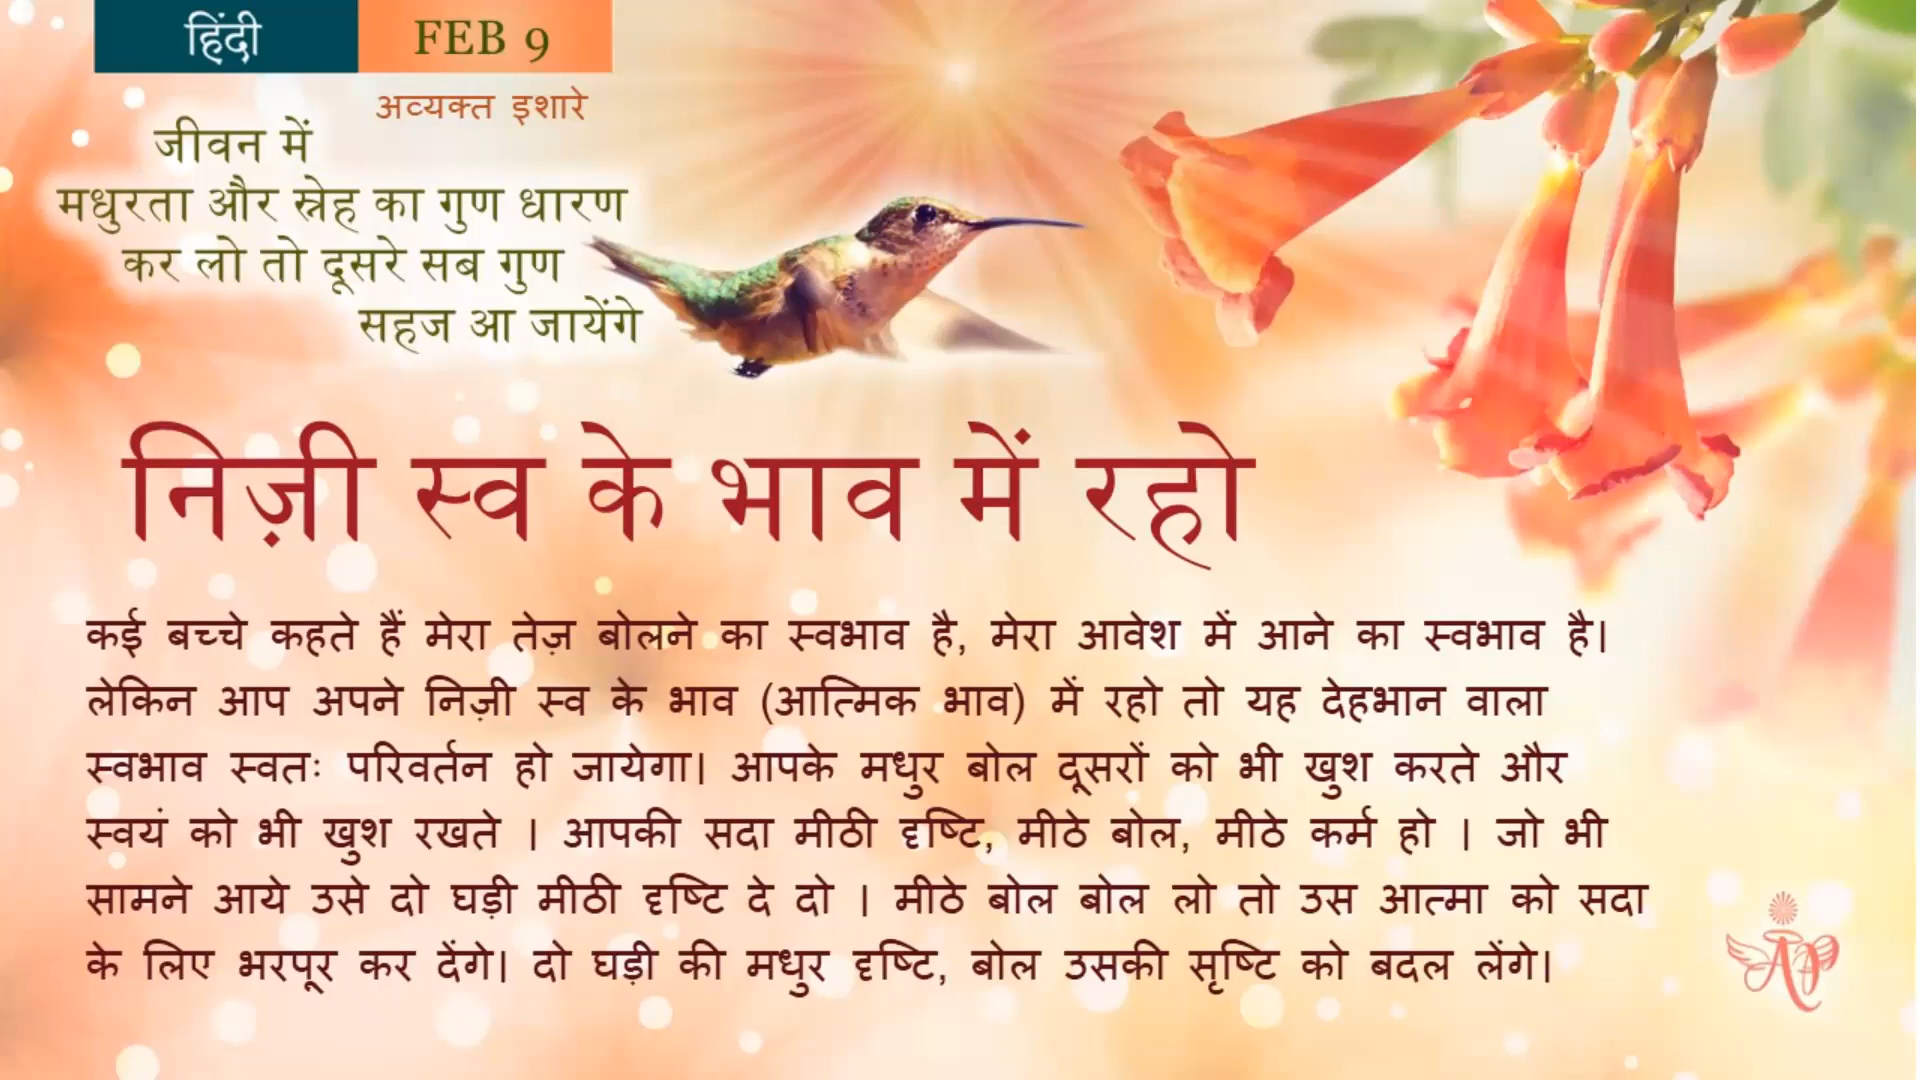 हिंदी
FEB 9
अव्यक्त इशारे
जीवन में
मधुरता और स्नेह का गुण धारण
कर लो तो दूसरे सब गुण
सहज आ जायेंगे
निज़ी स्व के भाव में रहो
कई बच्चे कहते हैं मेरा तेज़ बोलने का स्वभाव है, मेरा आवेश में आने का स्वभाव है।
लेकिन आप अपने निज़ी स्व के भाव (आत्मिक भाव) में रहो तो यह देहभान वाला
स्वभाव स्वतः परिवर्तन हो जायेगा। आपके मधुर बोल दूसरों को भी खुश करते और
स्वयं को भी खुश रखते । आपकी सदा मीठी दृष्टि, मीठे बोल, मीठे कर्म हो । जो भी
सामने आये उसे दो घड़ी मीठी दृष्टि दे दो । मीठे बोल बोल लो तो उस आत्मा को सदा
के लिए भरपूर कर देंगे। दो घड़ी की मधुर दृष्टि, बोल उसकी सृष्टि को बदल लेंगे।
AP